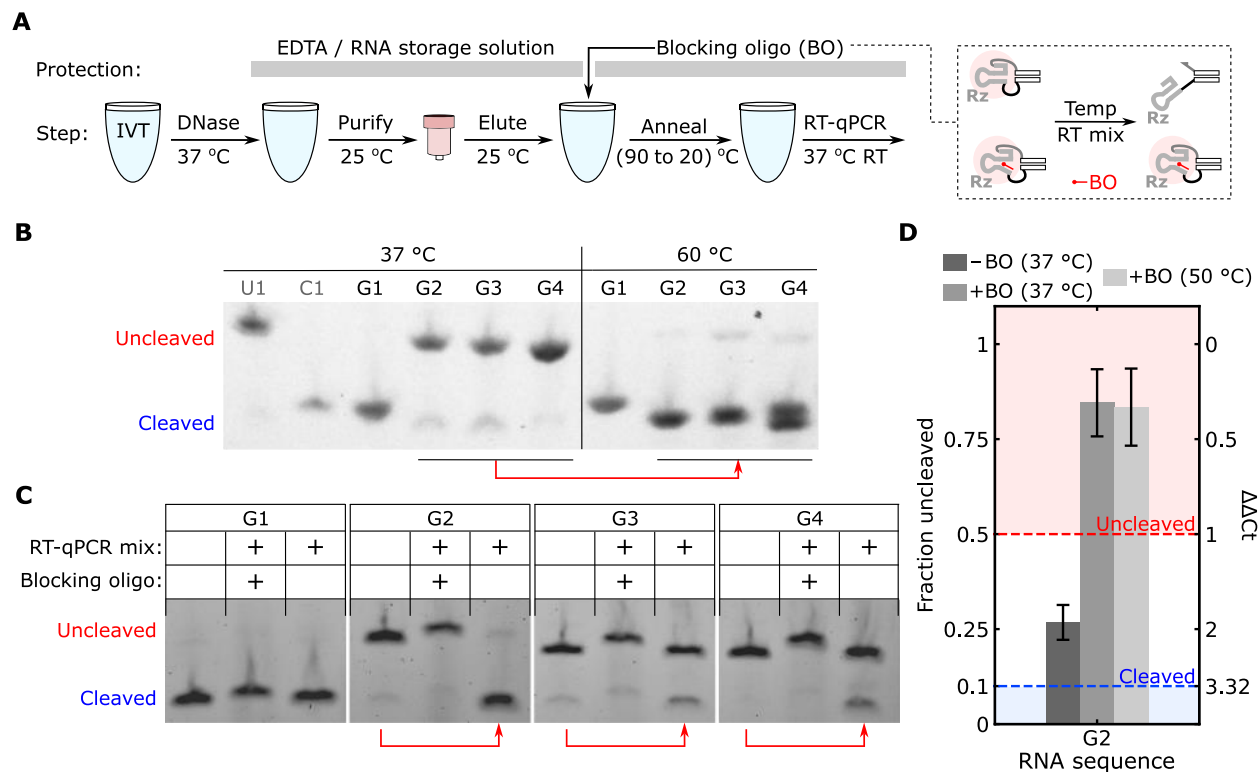 A
EDTA / RNA storage solution
Blocking oligo (BO)
Protection:
Step:
IVT
DNase
37 °C
Purify
25 °C
Elute
25 °C
Anneal
(90 to 20) °C
RT-qPCR
37 °C RT
Rz
Temp
RT mix
Rz
Rz
BO
Rz
B
37 °C 60 °C
U1 C1 G1 G2 G3 G4 G1 G2 G3 G4
Uncleaved
Cleaved
C
G1 G2 G3 G4
RT-qPCR mix: + + + + + + + +
Blocking oligo: + + + +
Uncleaved
Cleaved
D
−BO (37 °C)
+BO (37 °C)
+BO (50 °C)
Fraction uncleaved
1
0.75
0.5
0.25
0.1
0
Uncleaved
Cleaved
0
0.5
1
2
3.32
ΔΔCt
G2
RNA sequence